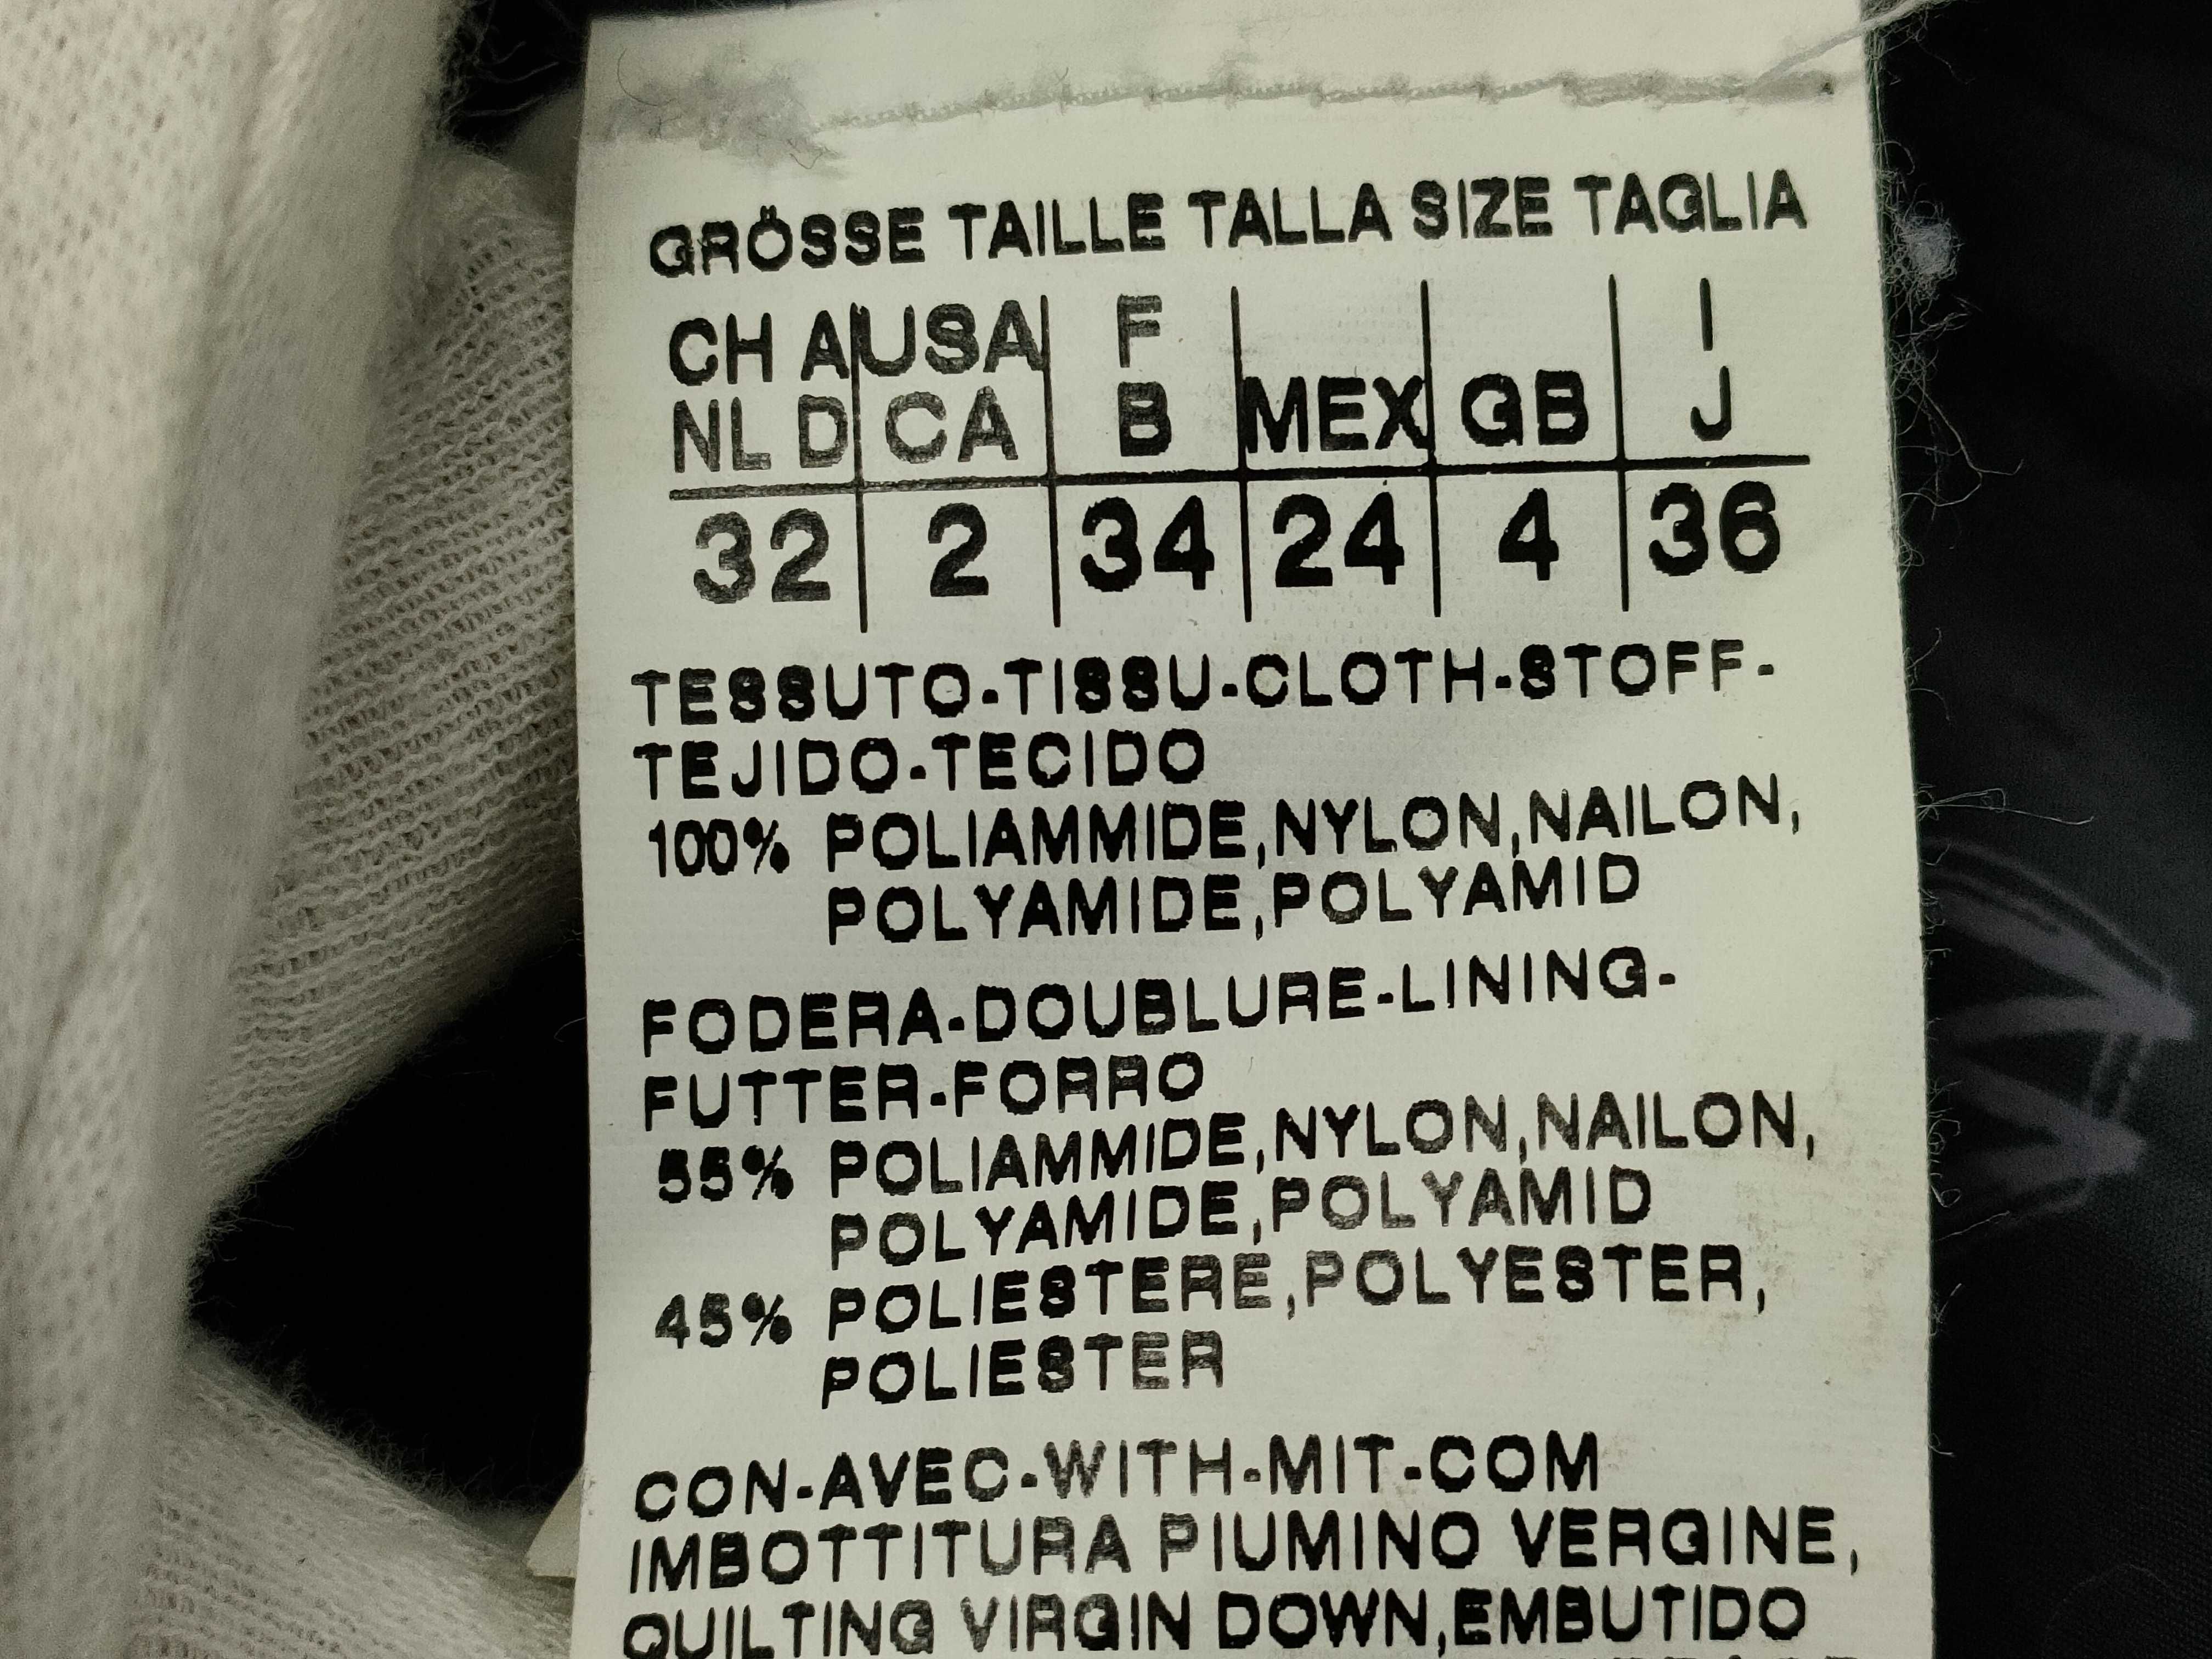 GRÖSSE TAILLE TALLA SIZE TAGLIA
CH A USA F I
NL D CA B MEX GB J
32 2 34 24 4 36
TESSUTO-TISSU-CLOTH-STOFF-
TEJIDO-TECIDO
100% POLIAMMIDE,NYLON,NAILON,
POLYAMIDE,POLYAMID
FODERA-DOUBLURE-LINING-
FUTTER-FORRO
55% POLIAMMIDE,NYLON,NAILON,
POLYAMIDE,POLYAMID
45% POLIESTERE,POLYESTER,
POLIESTER
CON-AVEC-WITH-MIT-COM
IMBOTTITURA PIUMINO VERGINE,
QUILTING VIRGIN DOWN,EMBUTIDO